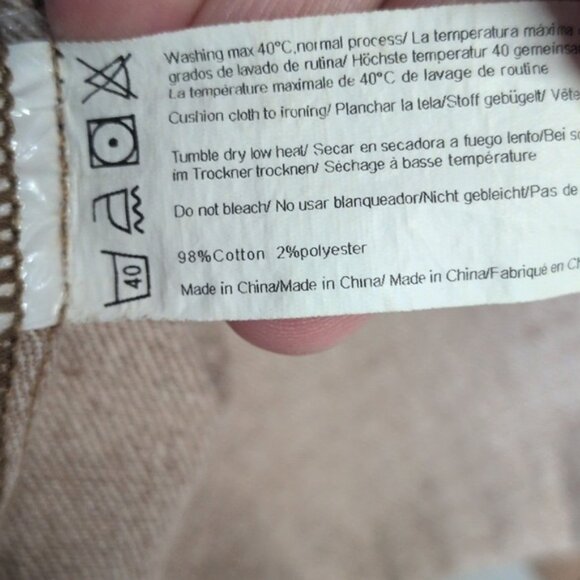 Washing max 40°C,normal process/ La temperatura máxima
grados de lavado de rutina/ Höchste temperatur 40 gemeinsa
La température maximale de 40°C de lavage de routine
Cushion cloth to ironing/ Planchar la lela/Stoff gebügelt/ Vête
Tumble dry low heat/ Secar en secadora a fuego lento/Bei sc
im Trockner trocknen/ Séchage à basse température
Do not bleach/ No usar blanqueador/Nicht gebleicht/Pas de
98%Cotton 2%polyester
Made in China/Made in China/ Made in China/Fabriqué en Ch
40